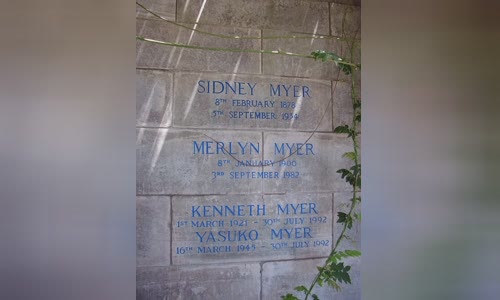 SIDNEY MYER
8TH FEBRUARY 1878
5TH SEPTEMBER 1934
MERLYN MYER
8TH JANUARY 1900
3RD SEPTEMBER 1982
KENNETH MYER
1ST MARCH 1921 - 30TH JULY 1992
YASUKO MYER
16TH MARCH 1945 - 30TH JULY 1992